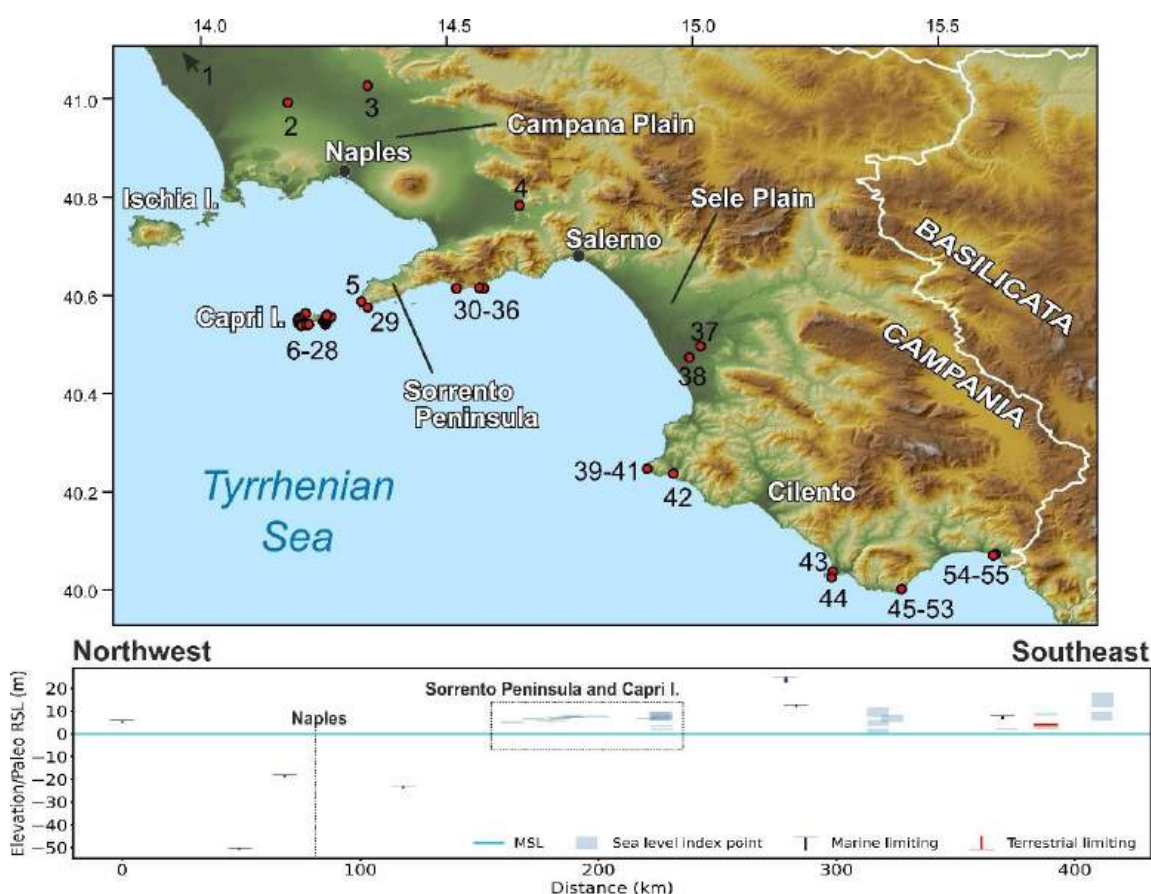 14.0 14.5 15.0 15.5
41.0
1
2
3
Campana Plain
Naples
40.8
Ischia I.
4
Sele Plain
Salerno
BASILICATA
40.6
5
Capri I.
6-28
29
30-36
37
38
CAMPANIA
Sorrento
Peninsula
40.4
Tyrrhenian
Sea
39-41
42
Cilento
40.2
43
44
45-53
54-55
40.0
Northwest Southeast
Elevation/Paleo RSL (m)
20
10
0
−10
−20
−30
−40
−50
Naples
Sorrento Peninsula and Capri I.
MSL Sea level index point Marine limiting Terrestrial limiting
0 100 200 300 400
Distance (km)